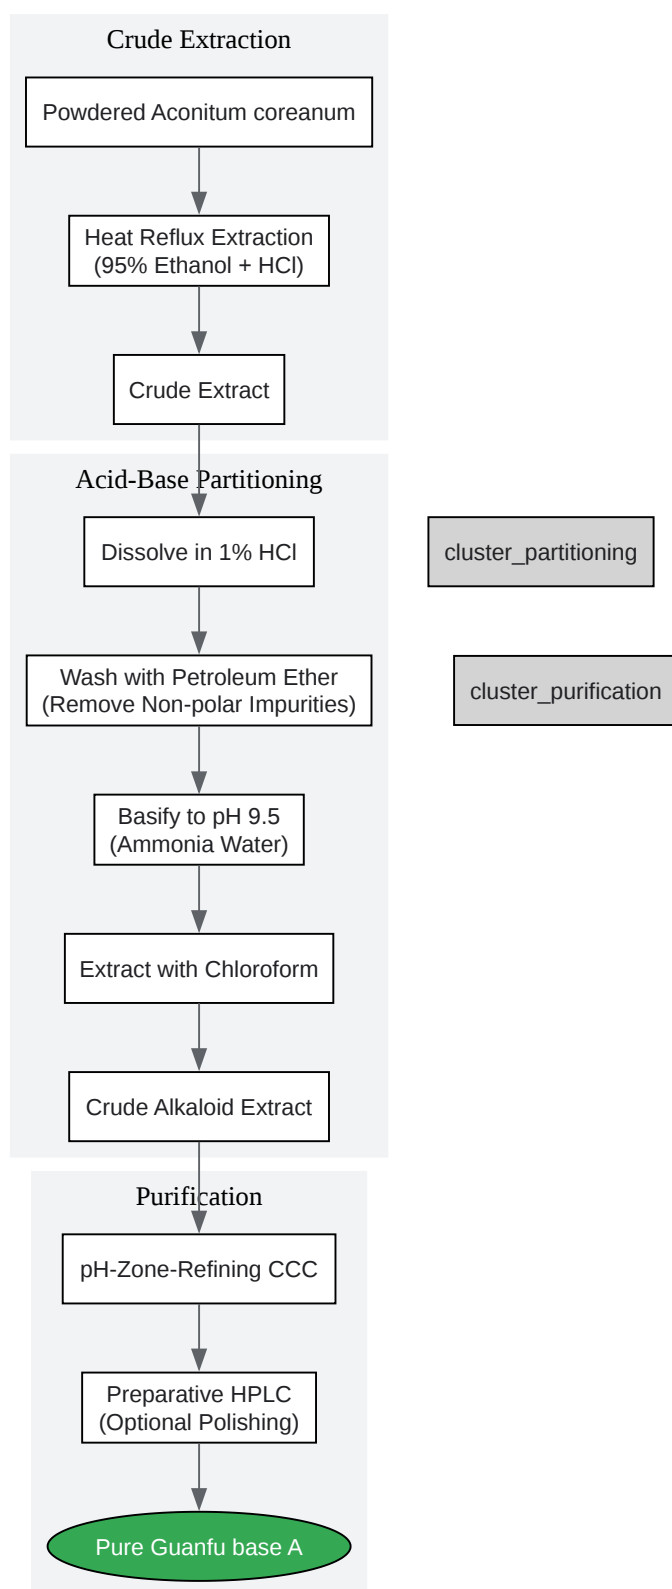 Crude Extraction
Powdered Aconitum coreanum
Heat Reflux Extraction
(95% Ethanol + HCl)
Crude Extract
Acid-Base Partitioning
Dissolve in 1% HCl
cluster_partitioning
Wash with Petroleum Ether
(Remove Non-polar Impurities)
cluster_purification
Basify to pH 9.5
(Ammonia Water)
Extract with Chloroform
Crude Alkaloid Extract
Purification
pH-Zone-Refining CCC
Preparative HPLC
(Optional Polishing)
Pure Guanfu base A